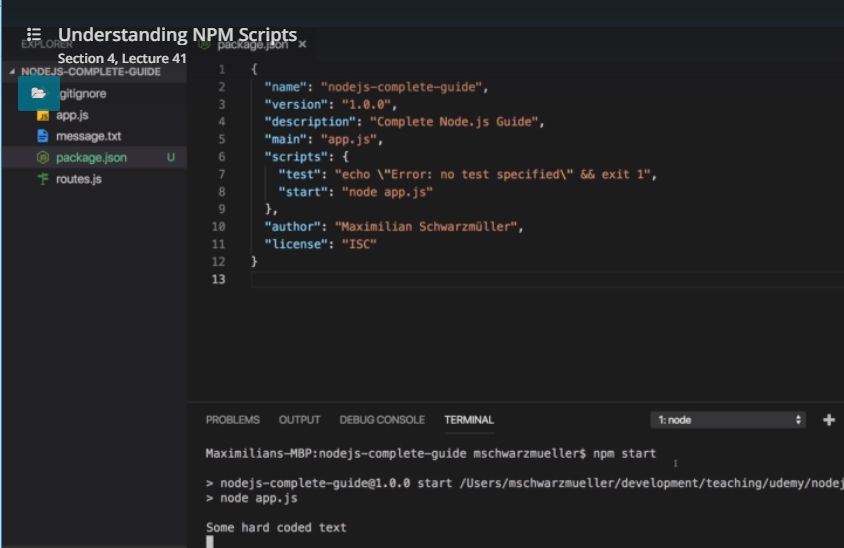 Understanding NPM Scripts
Section 4, Lecture 41
EXPLORER
package.json ×
NODEJS-COMPLETE-GUIDE
.gitignore
app.js
message.txt
package.json U
routes.js
1 {
2 "name": "nodejs-complete-guide",
3 "version": "1.0.0",
4 "description": "Complete Node.js Guide",
5 "main": "app.js",
6 "scripts": {
7 "test": "echo \"Error: no test specified\" && exit 1",
8 "start": "node app.js"
9 },
10 "author": "Maximilian Schwarzmüller",
11 "license": "ISC"
12 }
13
PROBLEMS OUTPUT DEBUG CONSOLE TERMINAL 1: node +
Maximilians-MBP:nodejs-complete-guide mschwarzmueller$ npm start
> nodejs-complete-guide@1.0.0 start /Users/mschwarzmueller/development/teaching/udemy/nodej
> node app.js
Some hard coded text